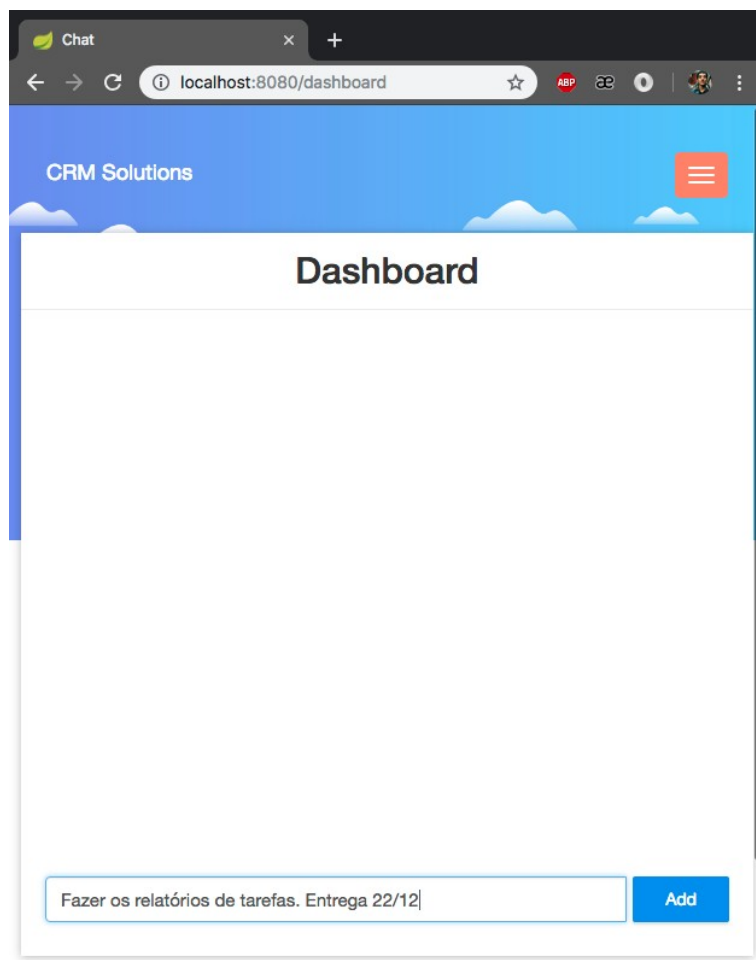 Chat
localhost:8080/dashboard
ABP
æ
CRM Solutions
Dashboard
Fazer os relatórios de tarefas. Entrega 22/12
Add